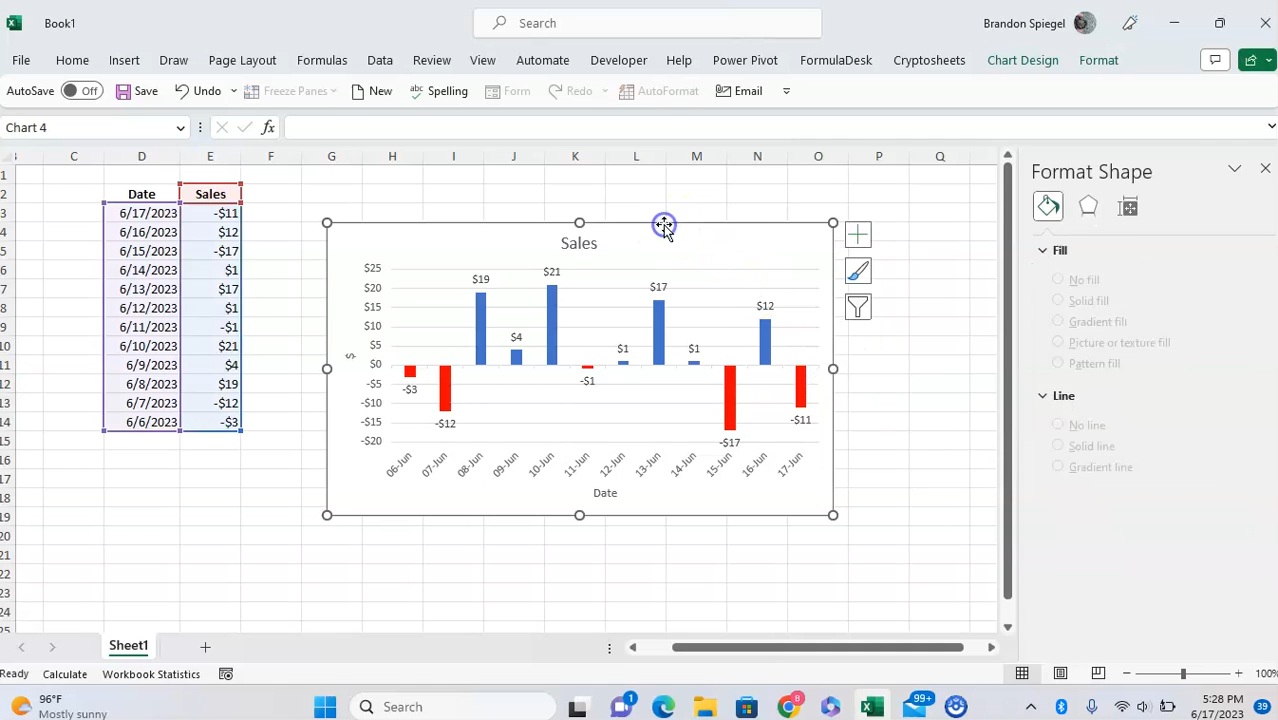 Book1
Search
Brandon Spiegel
File Home Insert Draw Page Layout Formulas Data Review View Automate Developer Help Power Pivot FormulaDesk Cryptosheets Chart Design Format
AutoSave Off Save Undo Freeze Panes New abc Spelling Form Redo AutoFormat Email
Chart 4 fx
C D E F G H I J K L M N O P Q
1
2 Date Sales
3 6/17/2023 -$11
4 6/16/2023 $12
5 6/15/2023 -$17
6 6/14/2023 $1
7 6/13/2023 $17
8 6/12/2023 $1
9 6/11/2023 -$1
10 6/10/2023 $21
11 6/9/2023 $4
12 6/8/2023 $19
13 6/7/2023 -$12
14 6/6/2023 -$3
15
16
17
18
19
20
21
22
23
24
25
Sales
$25
$20
$15
$10
$5
$0
-$5
-$10
-$15
-$20
$
-$3 -$12 $19 $4 $21 -$1 $1 $17 $1 -$17 $12 -$11
06-Jun 07-Jun 08-Jun 09-Jun 10-Jun 11-Jun 12-Jun 13-Jun 14-Jun 15-Jun 16-Jun 17-Jun
Date
Format Shape
Fill
No fill
Solid fill
Gradient fill
Picture or texture fill
Pattern fill
Line
No line
Solid line
Gradient line
Sheet1
Ready Calculate Workbook Statistics 100%
96°F
Mostly sunny
Search
1
8
99+
5:28 PM
6/17/2023
39